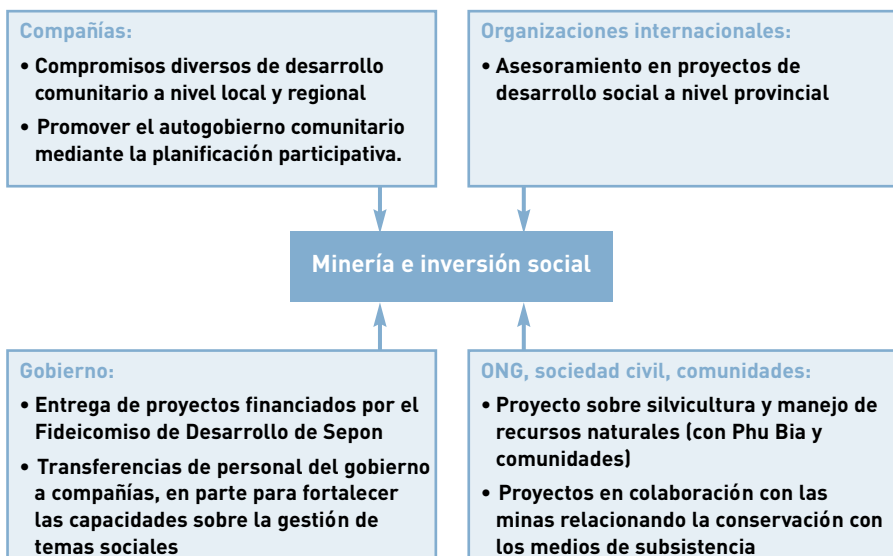 Compañías:
• Compromisos diversos de desarrollo
comunitario a nivel local y regional
• Promover el autogobierno comunitario
mediante la planificación participativa.
Organizaciones internacionales:
• Asesoramiento en proyectos de
desarrollo social a nivel provincial
Minería e inversión social
Gobierno:
• Entrega de proyectos financiados por el
Fideicomiso de Desarrollo de Sepon
• Transferencias de personal del gobierno
a compañías, en parte para fortalecer
las capacidades sobre la gestión de
temas sociales
ONG, sociedad civil, comunidades:
• Proyecto sobre silvicultura y manejo de
recursos naturales (con Phu Bia y
comunidades)
• Proyectos en colaboración con las
minas relacionando la conservación con
los medios de subsistencia